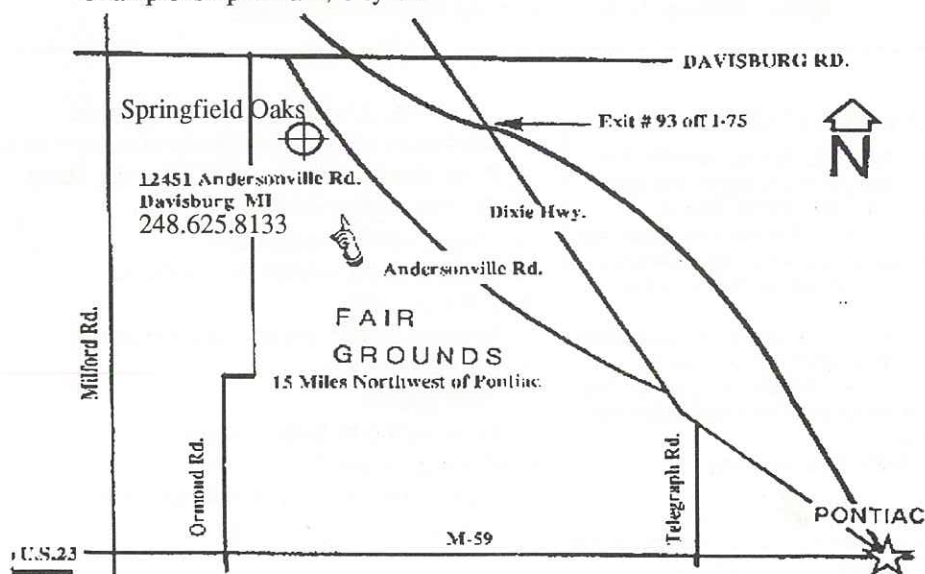 DAVISBURG RD.
Springfield Oaks
Exit # 93 off I-75
N
12451 Andersonville Rd.
Davisburg MI
248.625.8133
Dixie Hwy.
Andersonville Rd.
Milford Rd.
FAIR
GROUNDS
15 Miles Northwest of Pontiac
Ormond Rd.
Telegraph Rd.
PONTIAC
M-59
U.S.23